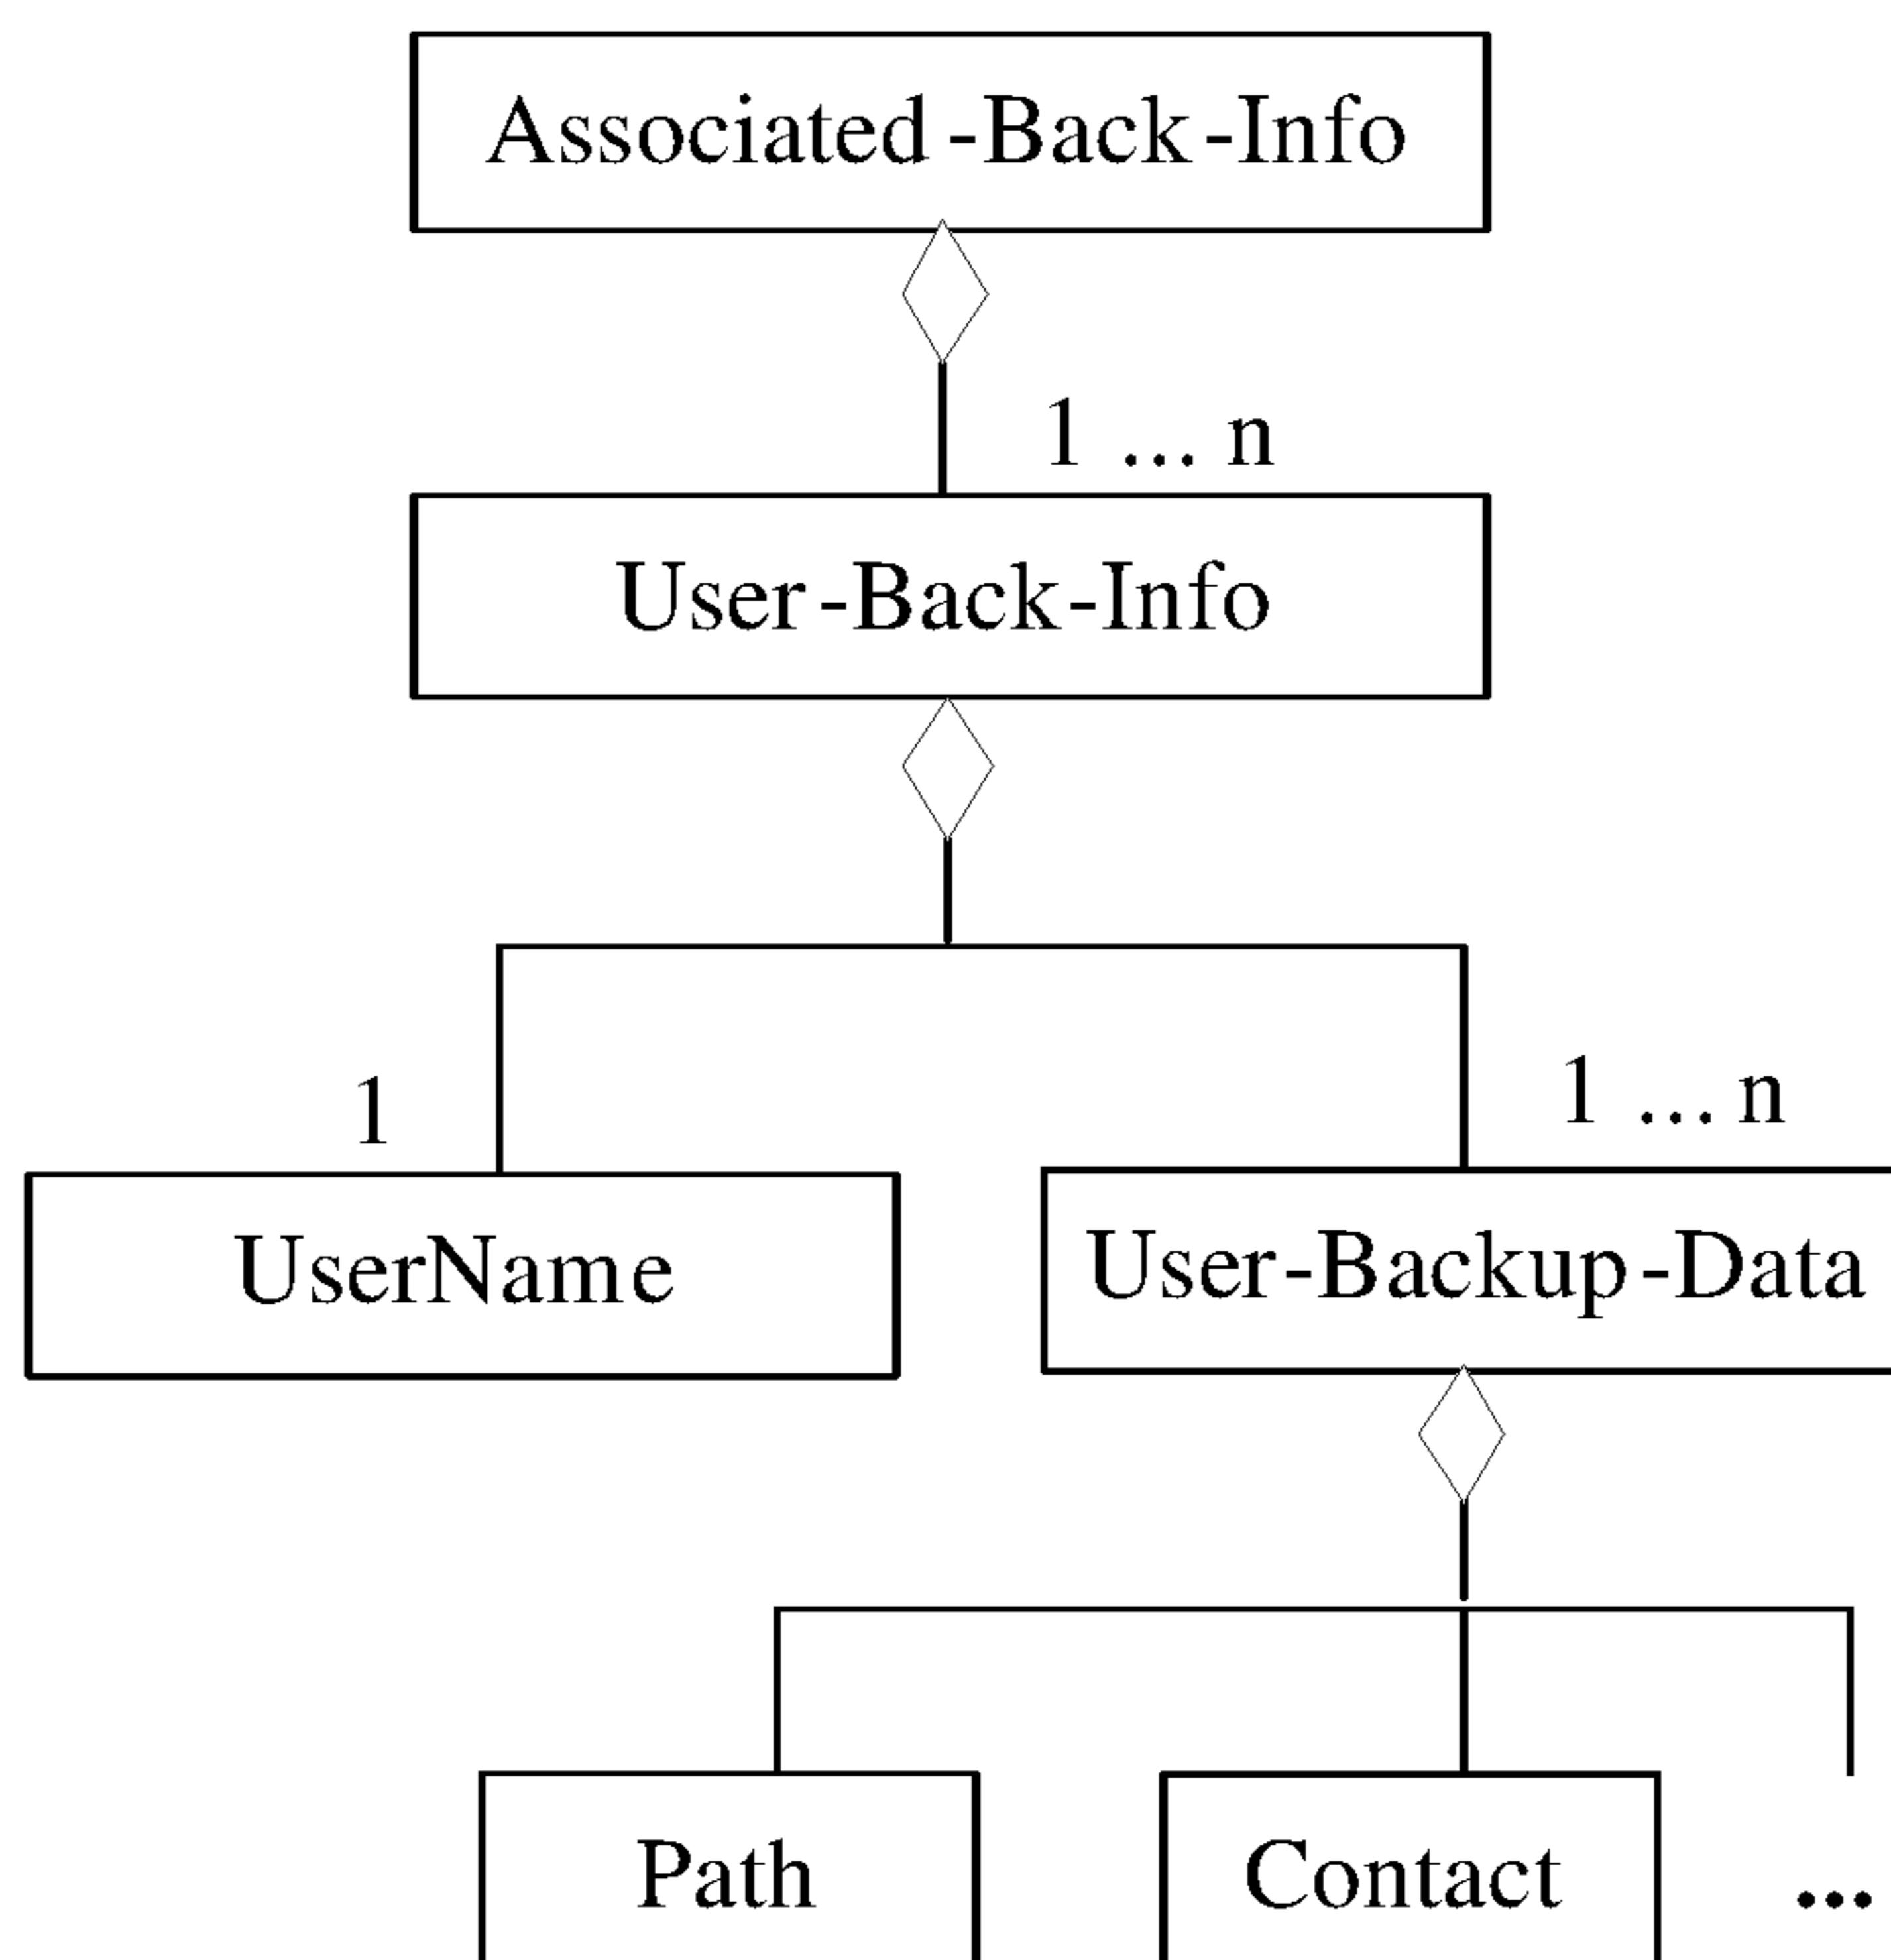 Associated-Back-Info
1 ... n
User-Back-Info
1
1 ... n
UserName
User-Backup-Data
Path
Contact
...